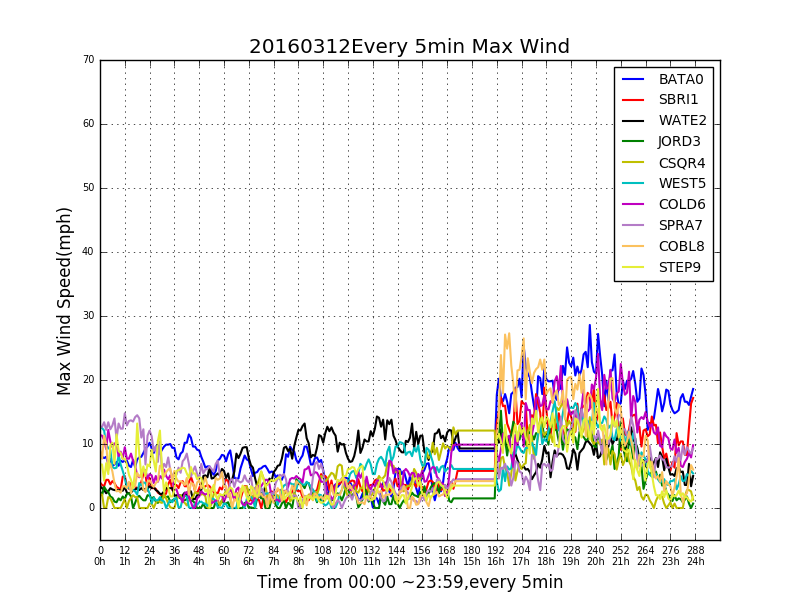 20160312Every 5min Max Wind
70
60
50
40
30
20
10
0
Max Wind Speed(mph)
BATA0
SBRI1
WATE2
JORD3
CSQR4
WEST5
COLD6
SPRA7
COBL8
STEP9
0 12 24 36 48 60 72 84 96 108 120 132 144 156 168 180 192 204 216 228 240 252 264 276 288
0h 1h 2h 3h 4h 5h 6h 7h 8h 9h 10h 11h 12h 13h 14h 15h 16h 17h 18h 19h 20h 21h 22h 23h 24h
Time from 00:00 ~23:59,every 5min